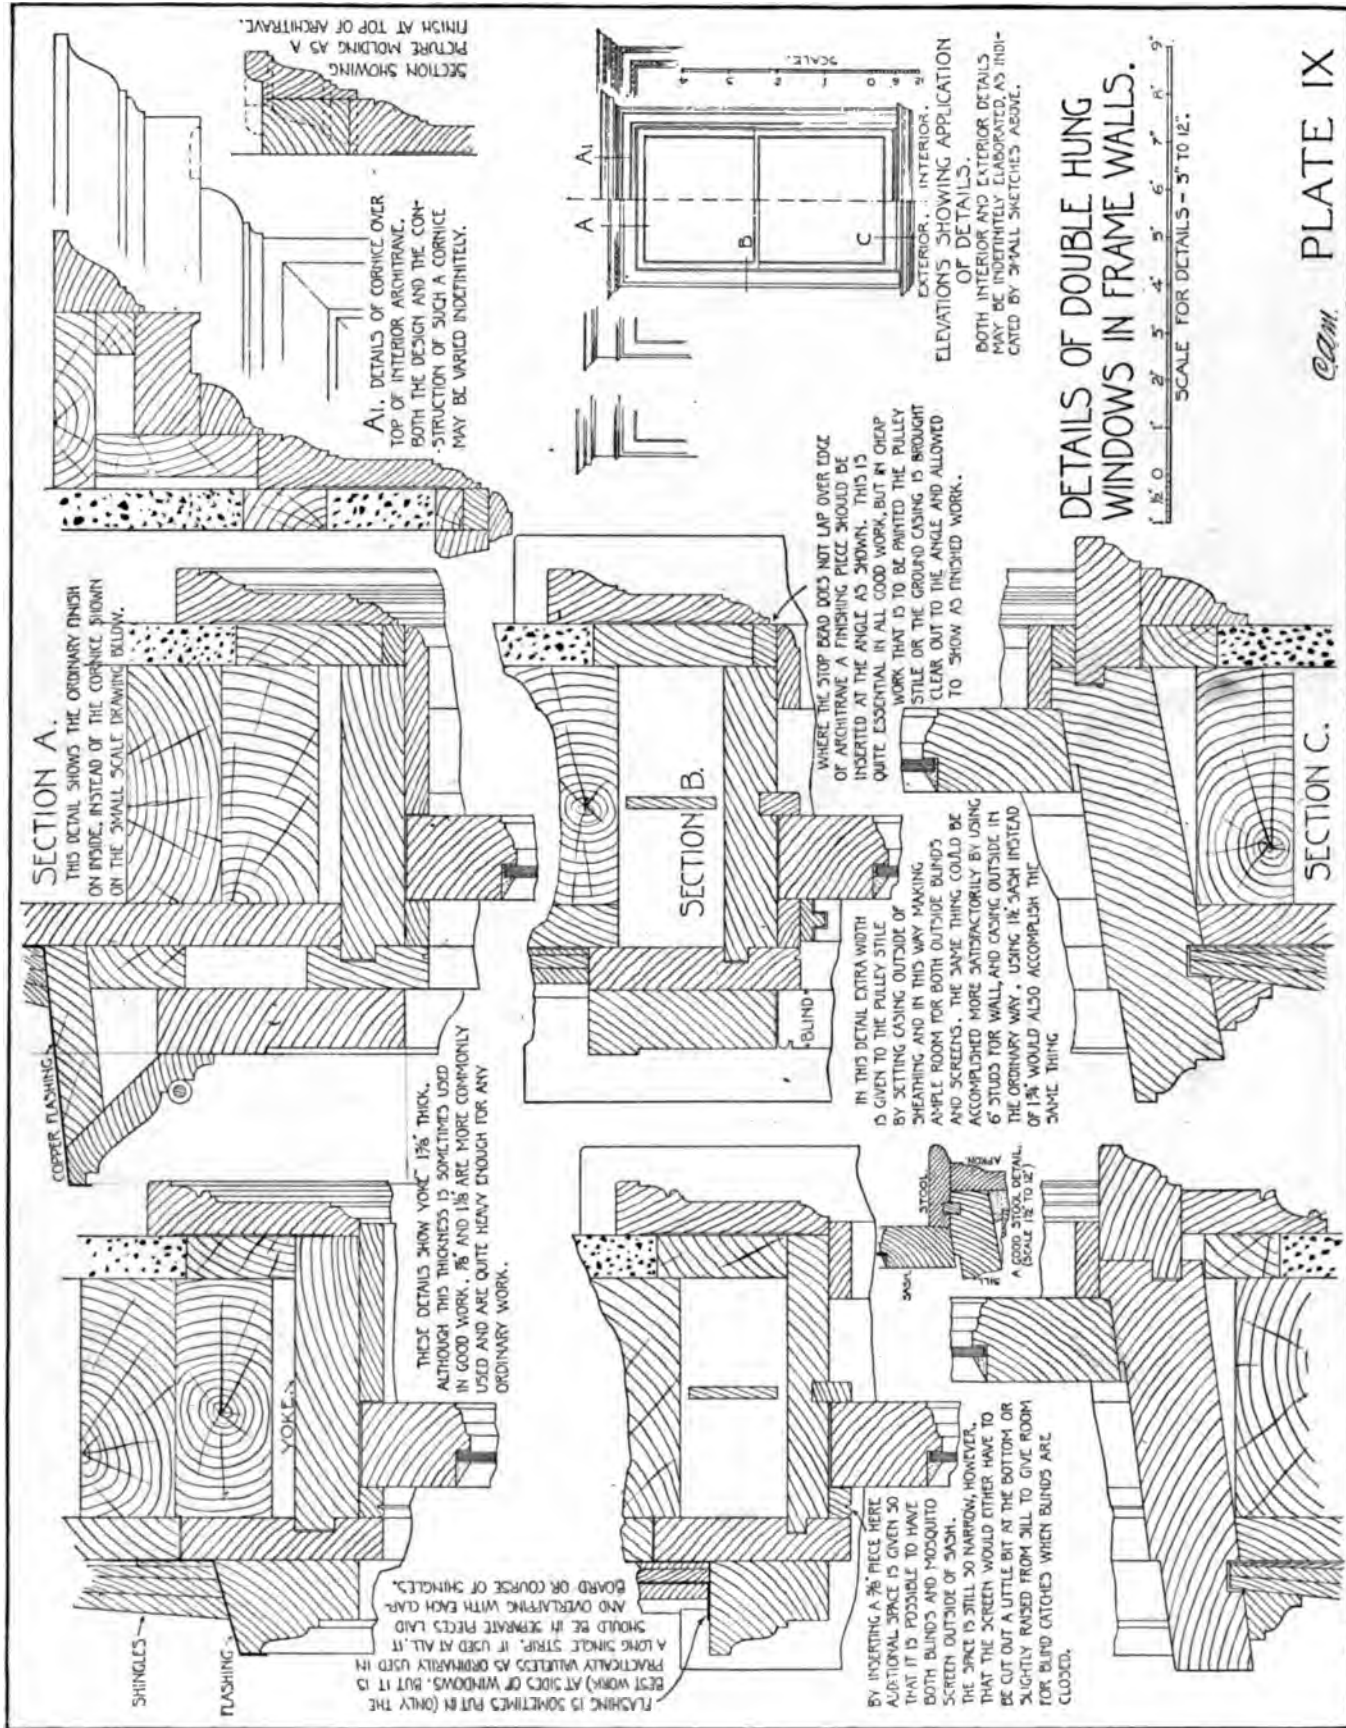 SECTION A.
THIS DETAIL SHOWS THE ORDINARY FINISH
ON INSIDE, INSTEAD OF THE CORNICE SHOWN
ON THE SMALL SCALE DRAWING BELOW.
COPPER FLASHING
SHINGLES
FLASHING
YOKE
THESE DETAILS SHOW YOKE 1⅜" THICK.
ALTHOUGH THIS THICKNESS IS SOMETIMES USED
IN GOOD WORK. ⅞" AND 1⅛" ARE MORE COMMONLY
USED AND ARE QUITE HEAVY ENOUGH FOR ANY
ORDINARY WORK.
SECTION SHOWING
PICTURE MOLDING AS A
FINISH AT TOP OF ARCHITRAVE.
A1. DETAILS OF CORNICE OVER
TOP OF INTERIOR ARCHITRAVE.
BOTH THE DESIGN AND THE CON-
STRUCTION OF SUCH A CORNICE
MAY BE VARIED INDEFINITELY.
FLASHING IS SOMETIMES PUT IN (ONLY THE
BEST WORK) AT SIDES OF WINDOWS. BUT IT IS
PRACTICALLY VALUELESS AS ORDINARILY USED IN
A LONG SINGLE STRIP. IF USED AT ALL, IT
SHOULD BE IN SEPARATE PIECES LAID
AND OVERLAPPING WITH EACH CLAP-
BOARD OR COURSE OF SHINGLES.
SECTION B.
BLIND
WHERE THE STOP BEAD DOES NOT LAP OVER EDGE
OF ARCHITRAVE A FINISHING PIECE SHOULD BE
INSERTED AT THE ANGLE AS SHOWN. THIS IS
QUITE ESSENTIAL IN ALL GOOD WORK, BUT IN CHEAP
WORK THAT IS TO BE PAINTED THE PULLEY
STILE OR THE GROUND CASING IS BROUGHT
CLEAR OUT TO THE ANGLE AND ALLOWED
TO SHOW AS FINISHED WORK.
IN THIS DETAIL EXTRA WIDTH
IS GIVEN TO THE PULLEY STILE
BY SETTING CASING OUTSIDE OF
SHEATHING AND IN THIS WAY MAKING
AMPLE ROOM FOR BOTH OUTSIDE BLINDS
AND SCREENS. THE SAME THING COULD BE
ACCOMPLISHED MORE SATISFACTORILY BY USING
6" STUDS FOR WALL, AND CASING OUTSIDE IN
THE ORDINARY WAY. USING SASH INSTEAD
OF 1¾" WOULD ALSO ACCOMPLISH THE
SAME THING
BY INSERTING A ⅞" PIECE HERE
ADDITIONAL SPACE IS GIVEN SO
THAT IT IS POSSIBLE TO HAVE
BOTH BLINDS AND MOSQUITO
SCREEN OUTSIDE OF SASH.
THE SPACE IS STILL SO NARROW, HOWEVER,
THAT THE SCREEN WOULD EITHER HAVE TO
BE CUT OUT A LITTLE BIT AT THE BOTTOM OR
SLIGHTLY RAISED FROM SILL TO GIVE ROOM
FOR BLIND CATCHES WHEN BLINDS ARE
CLOSED.
SASH
STOOL
APRON
SILL
A GOOD STOOL DETAIL.
(SCALE 1½" TO 12")
SECTION C.
A
A1
B
C
SCALE.
EXTERIOR. INTERIOR.
ELEVATIONS SHOWING APPLICATION
OF DETAILS.
BOTH INTERIOR AND EXTERIOR DETAILS
MAY BE INDEFINITELY ELABORATED, AS INDI-
CATED BY SMALL SKETCHES ABOVE.
DETAILS OF DOUBLE HUNG
WINDOWS IN FRAME WALLS.
1" ½" 0 1" 2" 3" 4" 5" 6" 7" 8" 9"
SCALE FOR DETAILS - 3" TO 12".
PLATE IX